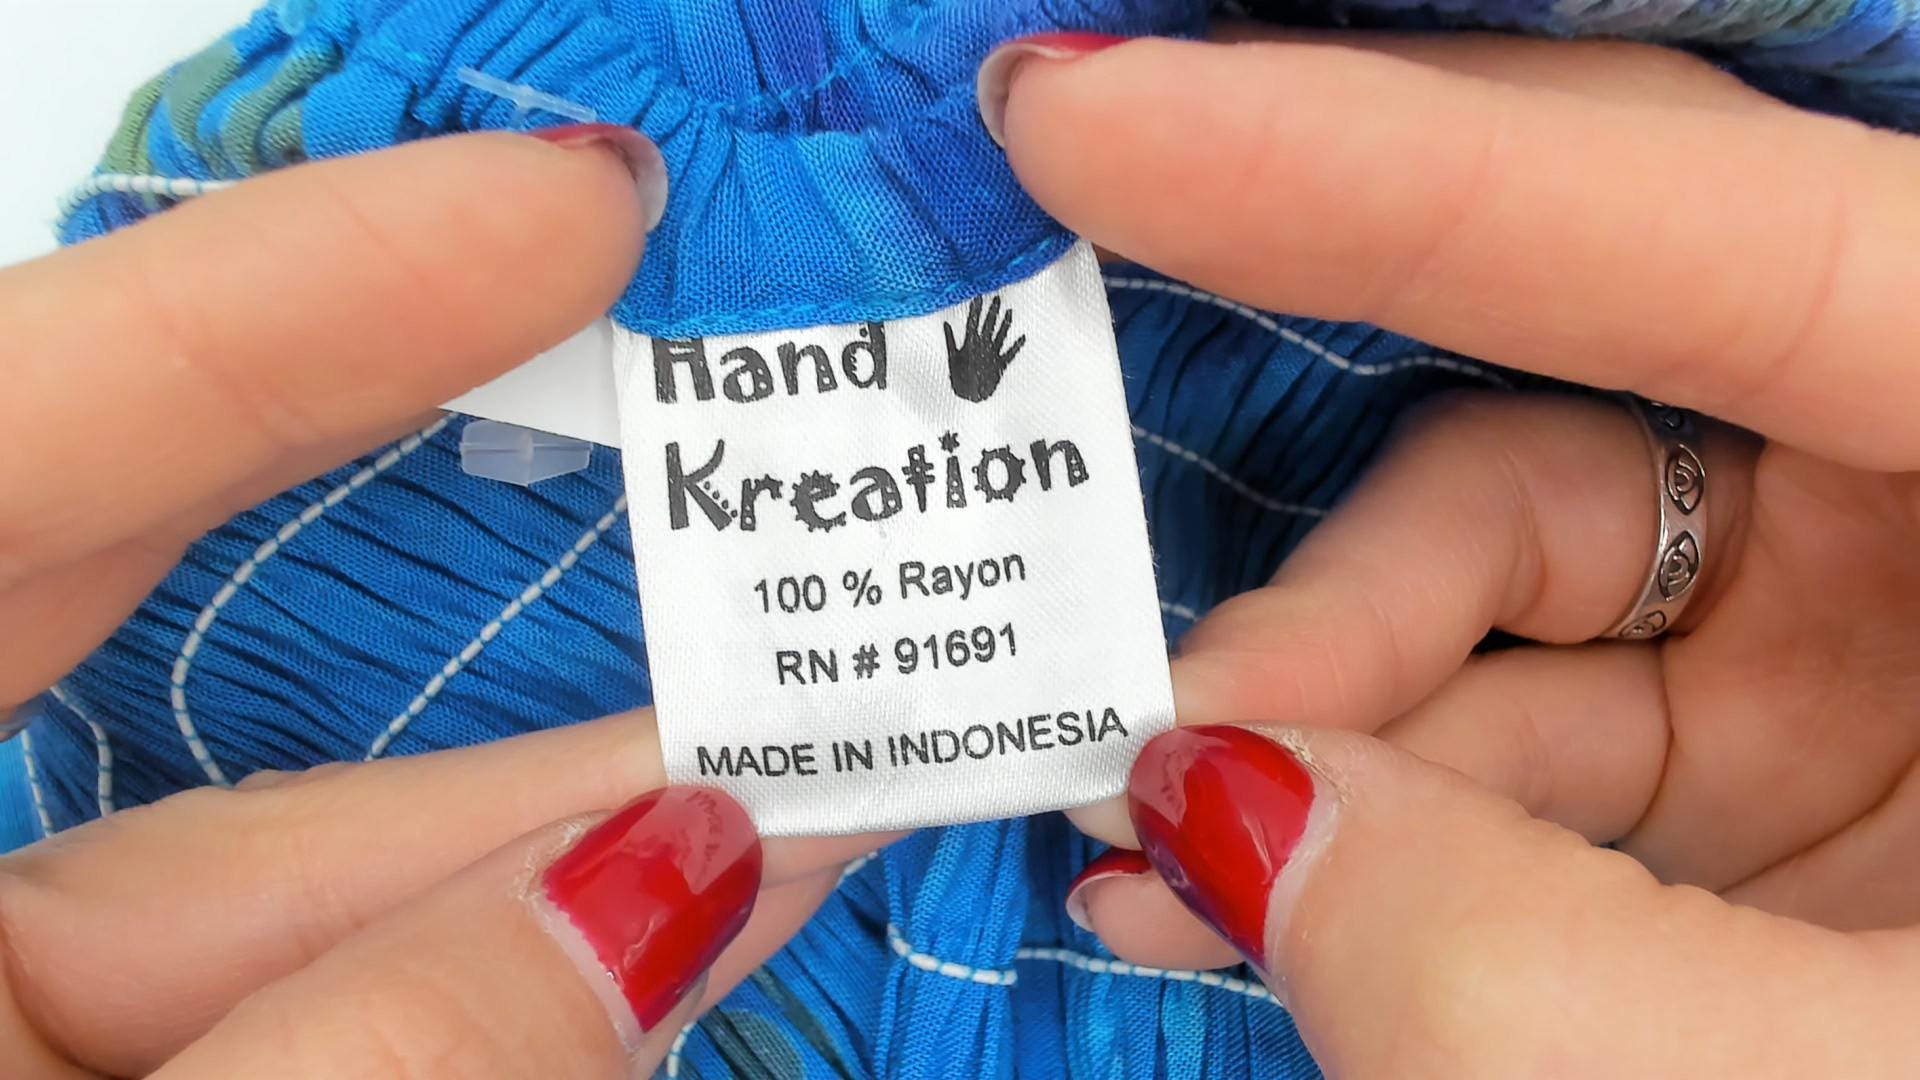 Hand
Kreation
100 % Rayon
RN # 91691
MADE IN INDONESIA